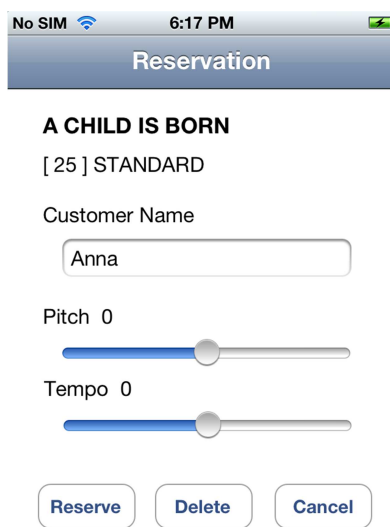 No SIM 6:17 PM
Reservation
A CHILD IS BORN
[ 25 ] STANDARD
Customer Name
Anna
Pitch 0
Tempo 0
Reserve Delete Cancel